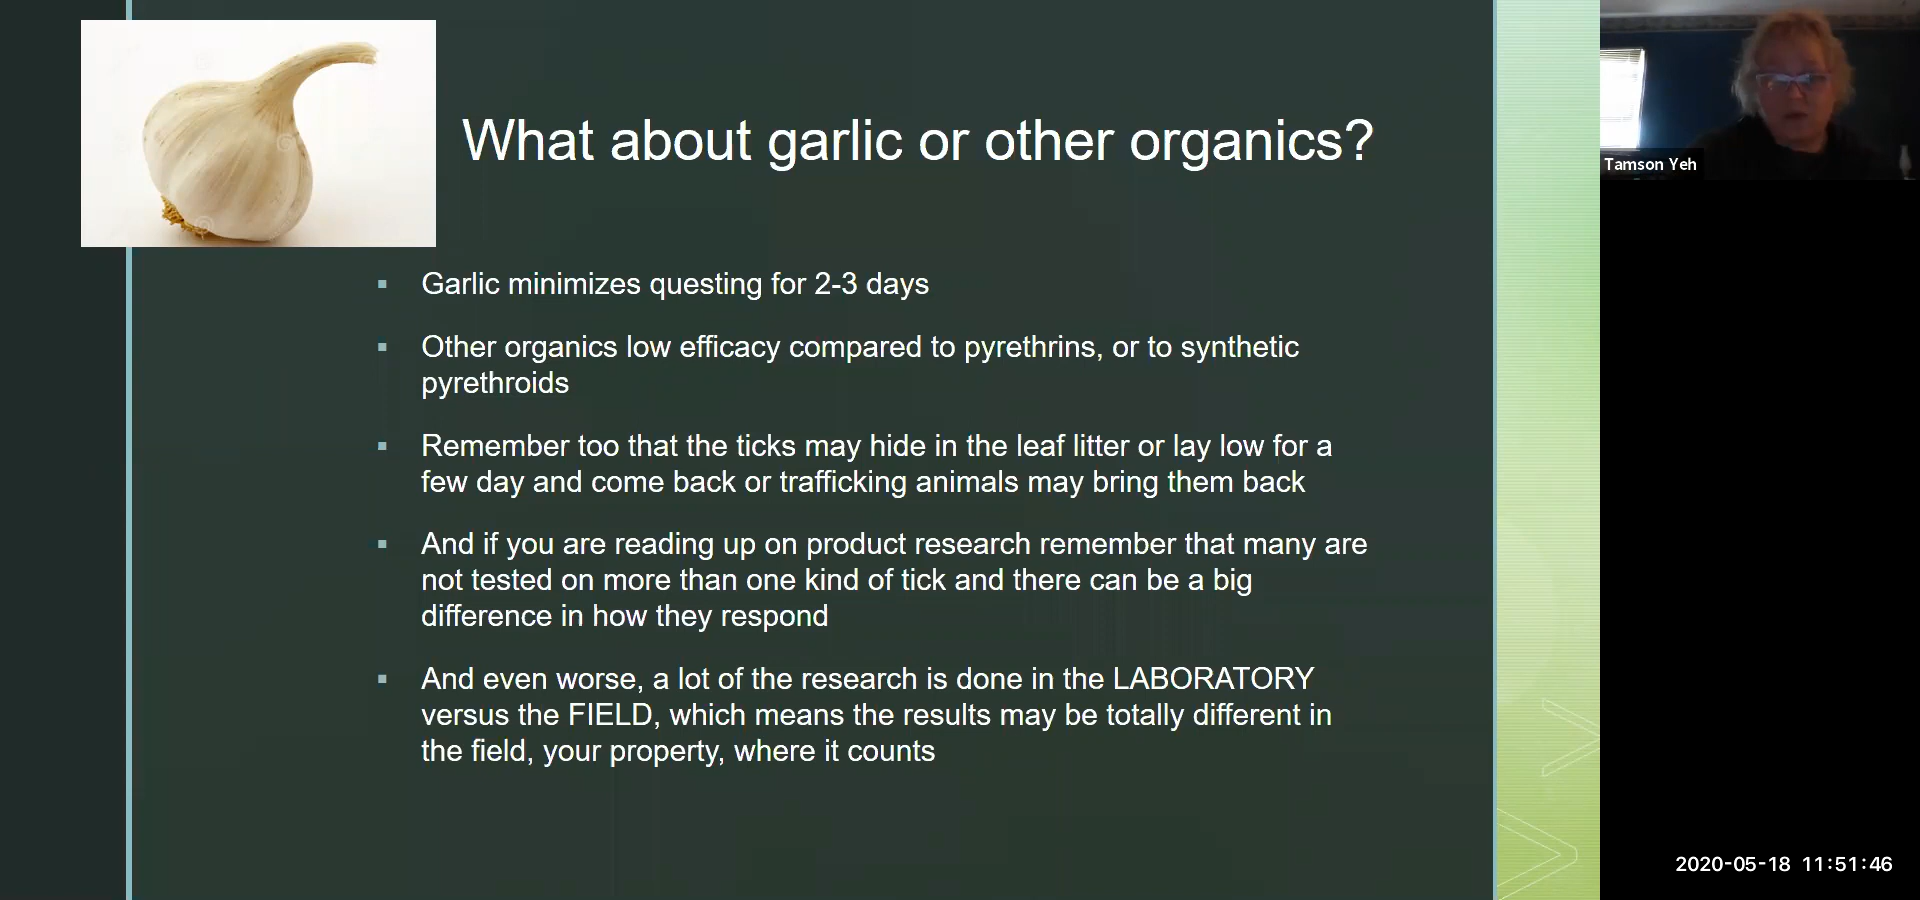 What about garlic or other organics?
Garlic minimizes questing for 2-3 days
Other organics low efficacy compared to pyrethrins, or to synthetic
pyrethroids
Remember too that the ticks may hide in the leaf litter or lay low for a
few day and come back or trafficking animals may bring them back
And if you are reading up on product research remember that many are
not tested on more than one kind of tick and there can be a big
difference in how they respond
And even worse, a lot of the research is done in the LABORATORY
versus the FIELD, which means the results may be totally different in
the field, your property, where it counts
Tamson Yeh
2020-05-18 11:51:46